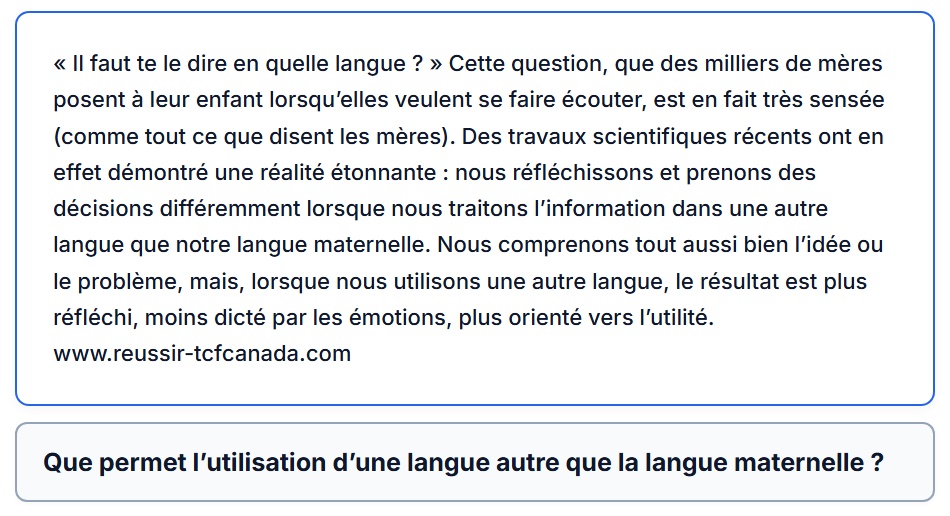 « Il faut te le dire en quelle langue ? » Cette question, que des milliers de mères
posent à leur enfant lorsqu’elles veulent se faire écouter, est en fait très sensée
(comme tout ce que disent les mères). Des travaux scientifiques récents ont en
effet démontré une réalité étonnante : nous réfléchissons et prenons des
décisions différemment lorsque nous traitons l’information dans une autre
langue que notre langue maternelle. Nous comprenons tout aussi bien l’idée ou
le problème, mais, lorsque nous utilisons une autre langue, le résultat est plus
réfléchi, moins dicté par les émotions, plus orienté vers l’utilité.
www.reussir-tcfcanada.com
Que permet l’utilisation d’une langue autre que la langue maternelle ?